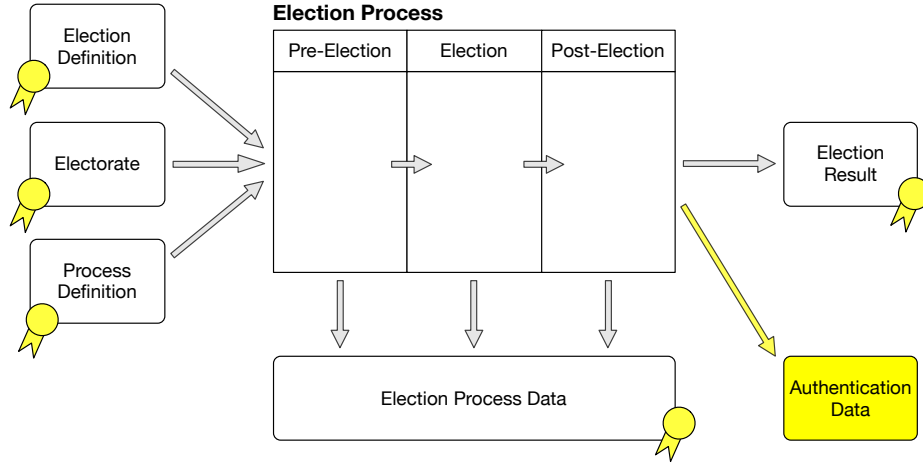 Election Process
Election
Definition
Pre-Election
Election
Post-Election
Electorate
Election
Result
Process
Definition
Election Process Data
Authentication
Data